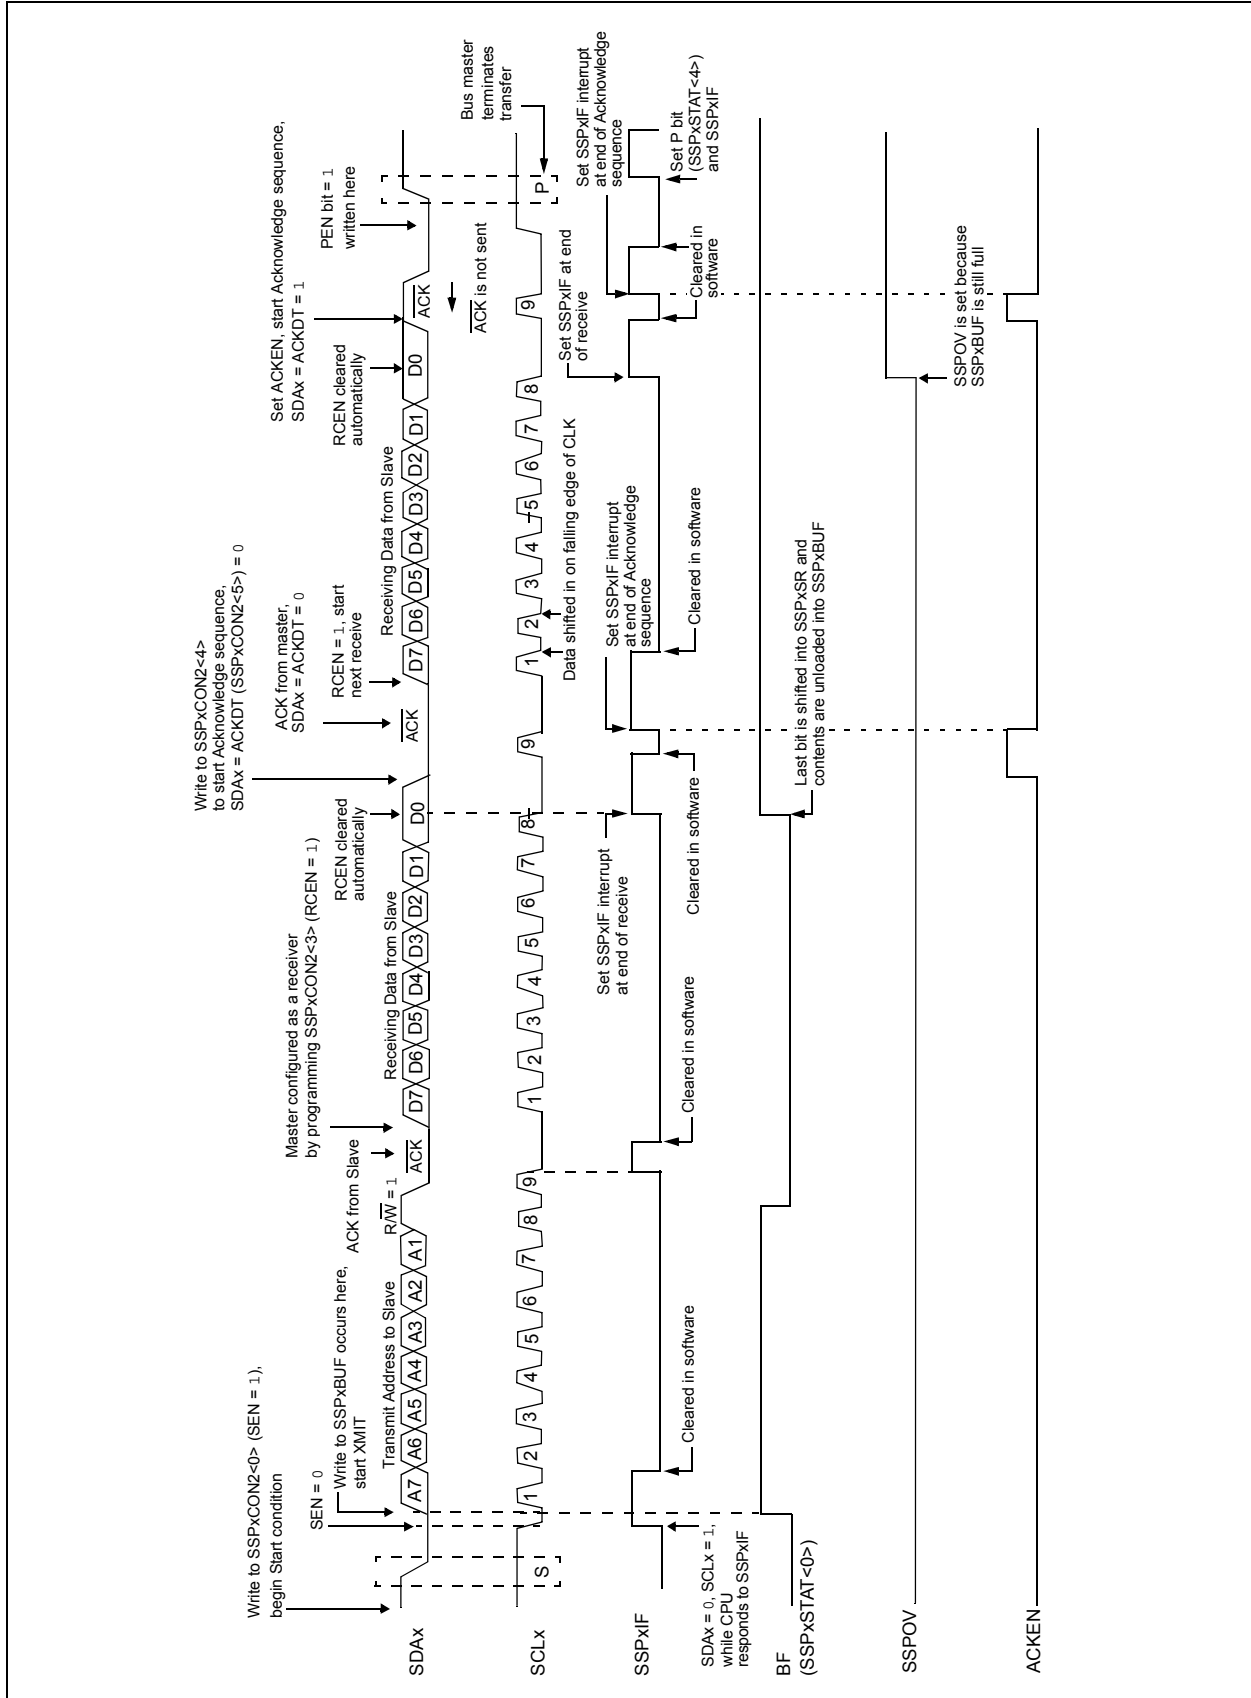 Write to SSPxCON2<0> (SEN = 1),
begin Start condition
SEN = 0
Write to SSPxBUF occurs here,
start XMIT
ACK from Slave
Master configured as a receiver
by programming SSPxCON2<3> (RCEN = 1)
RCEN cleared
automatically
Write to SSPxCON2<4>
to start Acknowledge sequence,
SDAx = ACKDT (SSPxCON2<5>) = 0
ACK from master,
SDAx = ACKDT = 0
RCEN = 1, start
next receive
RCEN cleared
automatically
Set ACKEN, start Acknowledge sequence,
SDAx = ACKDT = 1
PEN bit = 1
written here
Transmit Address to Slave
R/W = 1
Receiving Data from Slave
Receiving Data from Slave
SDAx
A7 A6 A5 A4 A3 A2 A1
ACK
D7 D6 D5 D4 D3 D2 D1 D0
ACK
D7 D6 D5 D4 D3 D2 D1 D0
ACK
ACK is not sent
Bus master
terminates
transfer
SCLx
S
1 2 3 4 5 6 7 8 9
1 2 3 4 5 6 7 8 9
1 2 3 4 5 6 7 8 9
P
Data shifted in on falling edge of CLK
Set SSPxIF interrupt
at end of receive
Set SSPxIF interrupt
at end of Acknowledge
sequence
Set SSPxIF at end
of receive
Set SSPxIF interrupt
at end of Acknowledge
sequence
SSPxIF
Cleared in software
Cleared in software
Cleared in software
Cleared in software
Cleared in
software
Set P bit
(SSPxSTAT<4>)
and SSPxIF
SDAx = 0, SCLx = 1,
while CPU
responds to SSPxIF
BF
(SSPxSTAT<0>)
Last bit is shifted into SSPxSR and
contents are unloaded into SSPxBUF
SSPOV
SSPOV is set because
SSPxBUF is still full
ACKEN